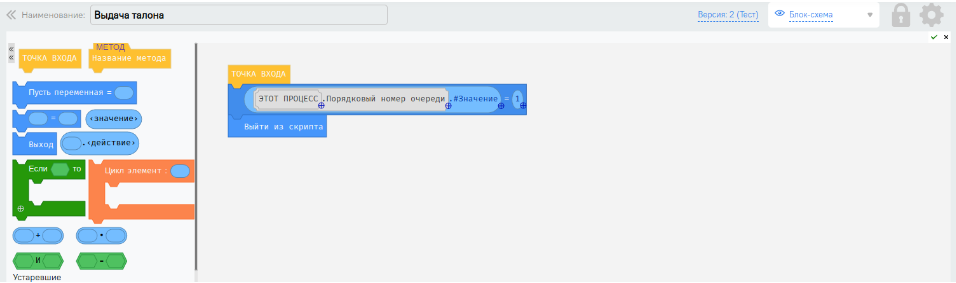 Наименование: Выдача талона Версия: 2 (Тест) Блок-схема
ТОЧКА ВХОДА МЕТОД Название метода
Пусть переменная =
= ‹значение›
Выход .‹действие›
Если то Цикл элемент :
+ •
И =
Устаревшие
ТОЧКА ВХОДА
ЭТОТ ПРОЦЕСС .Порядковый номер очереди .#Значение = 1
Выйти из скрипта